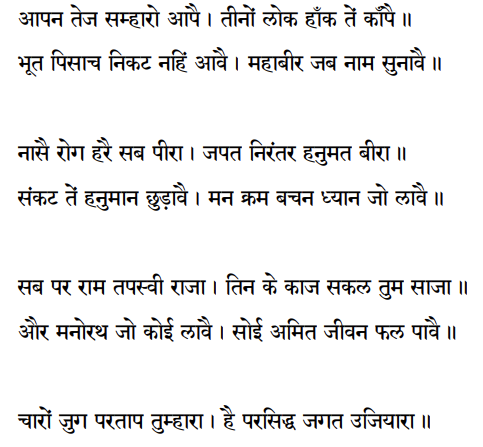 आपन तेज सम्हारो आपै। तीनों लोक हाँक तें काँपै॥
भूत पिसाच निकट नहिं आवै। महाबीर जब नाम सुनावै॥
नासै रोग हरै सब पीरा। जपत निरंतर हनुमत बीरा॥
संकट तें हनुमान छुड़ावै। मन क्रम बचन ध्यान जो लावै॥
सब पर राम तपस्वी राजा। तिन के काज सकल तुम साजा॥
और मनोरथ जो कोई लावै। सोई अमित जीवन फल पावै॥
चारों जुग परताप तुम्हारा। है परसिद्ध जगत उजियारा॥